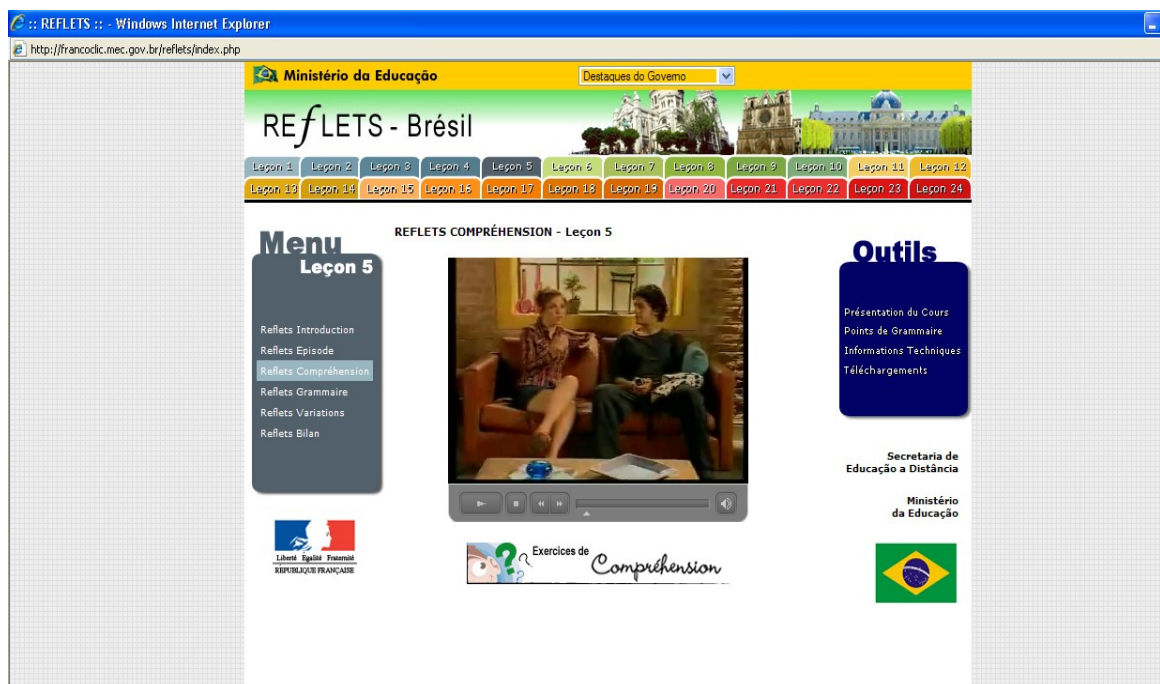 :: REFLETS :: - Windows Internet Explorer
http://francoclic.mec.gov.br/reflets/index.php
Ministério da Educação
Destaques do Governo
REfLETS - Brésil
Leçon 1 Leçon 2 Leçon 3 Leçon 4 Leçon 5 Leçon 6 Leçon 7 Leçon 8 Leçon 9 Leçon 10 Leçon 11 Leçon 12
Leçon 13 Leçon 14 Leçon 15 Leçon 16 Leçon 17 Leçon 18 Leçon 19 Leçon 20 Leçon 21 Leçon 22 Leçon 23 Leçon 24
REFLETS COMPRÉHENSION - Leçon 5
Menu
Leçon 5
Reflets Introduction
Reflets Episode
Reflets Compréhension
Reflets Grammaire
Reflets Variations
Reflets Bilan
Liberté Égalité Fraternité
RÉPUBLIQUE FRANÇAISE
Exercices de
Compréhension
Outils
Présentation du Cours
Points de Grammaire
Informations Techniques
Téléchargements
Secretaria de
Educação a Distância
Ministério
da Educação